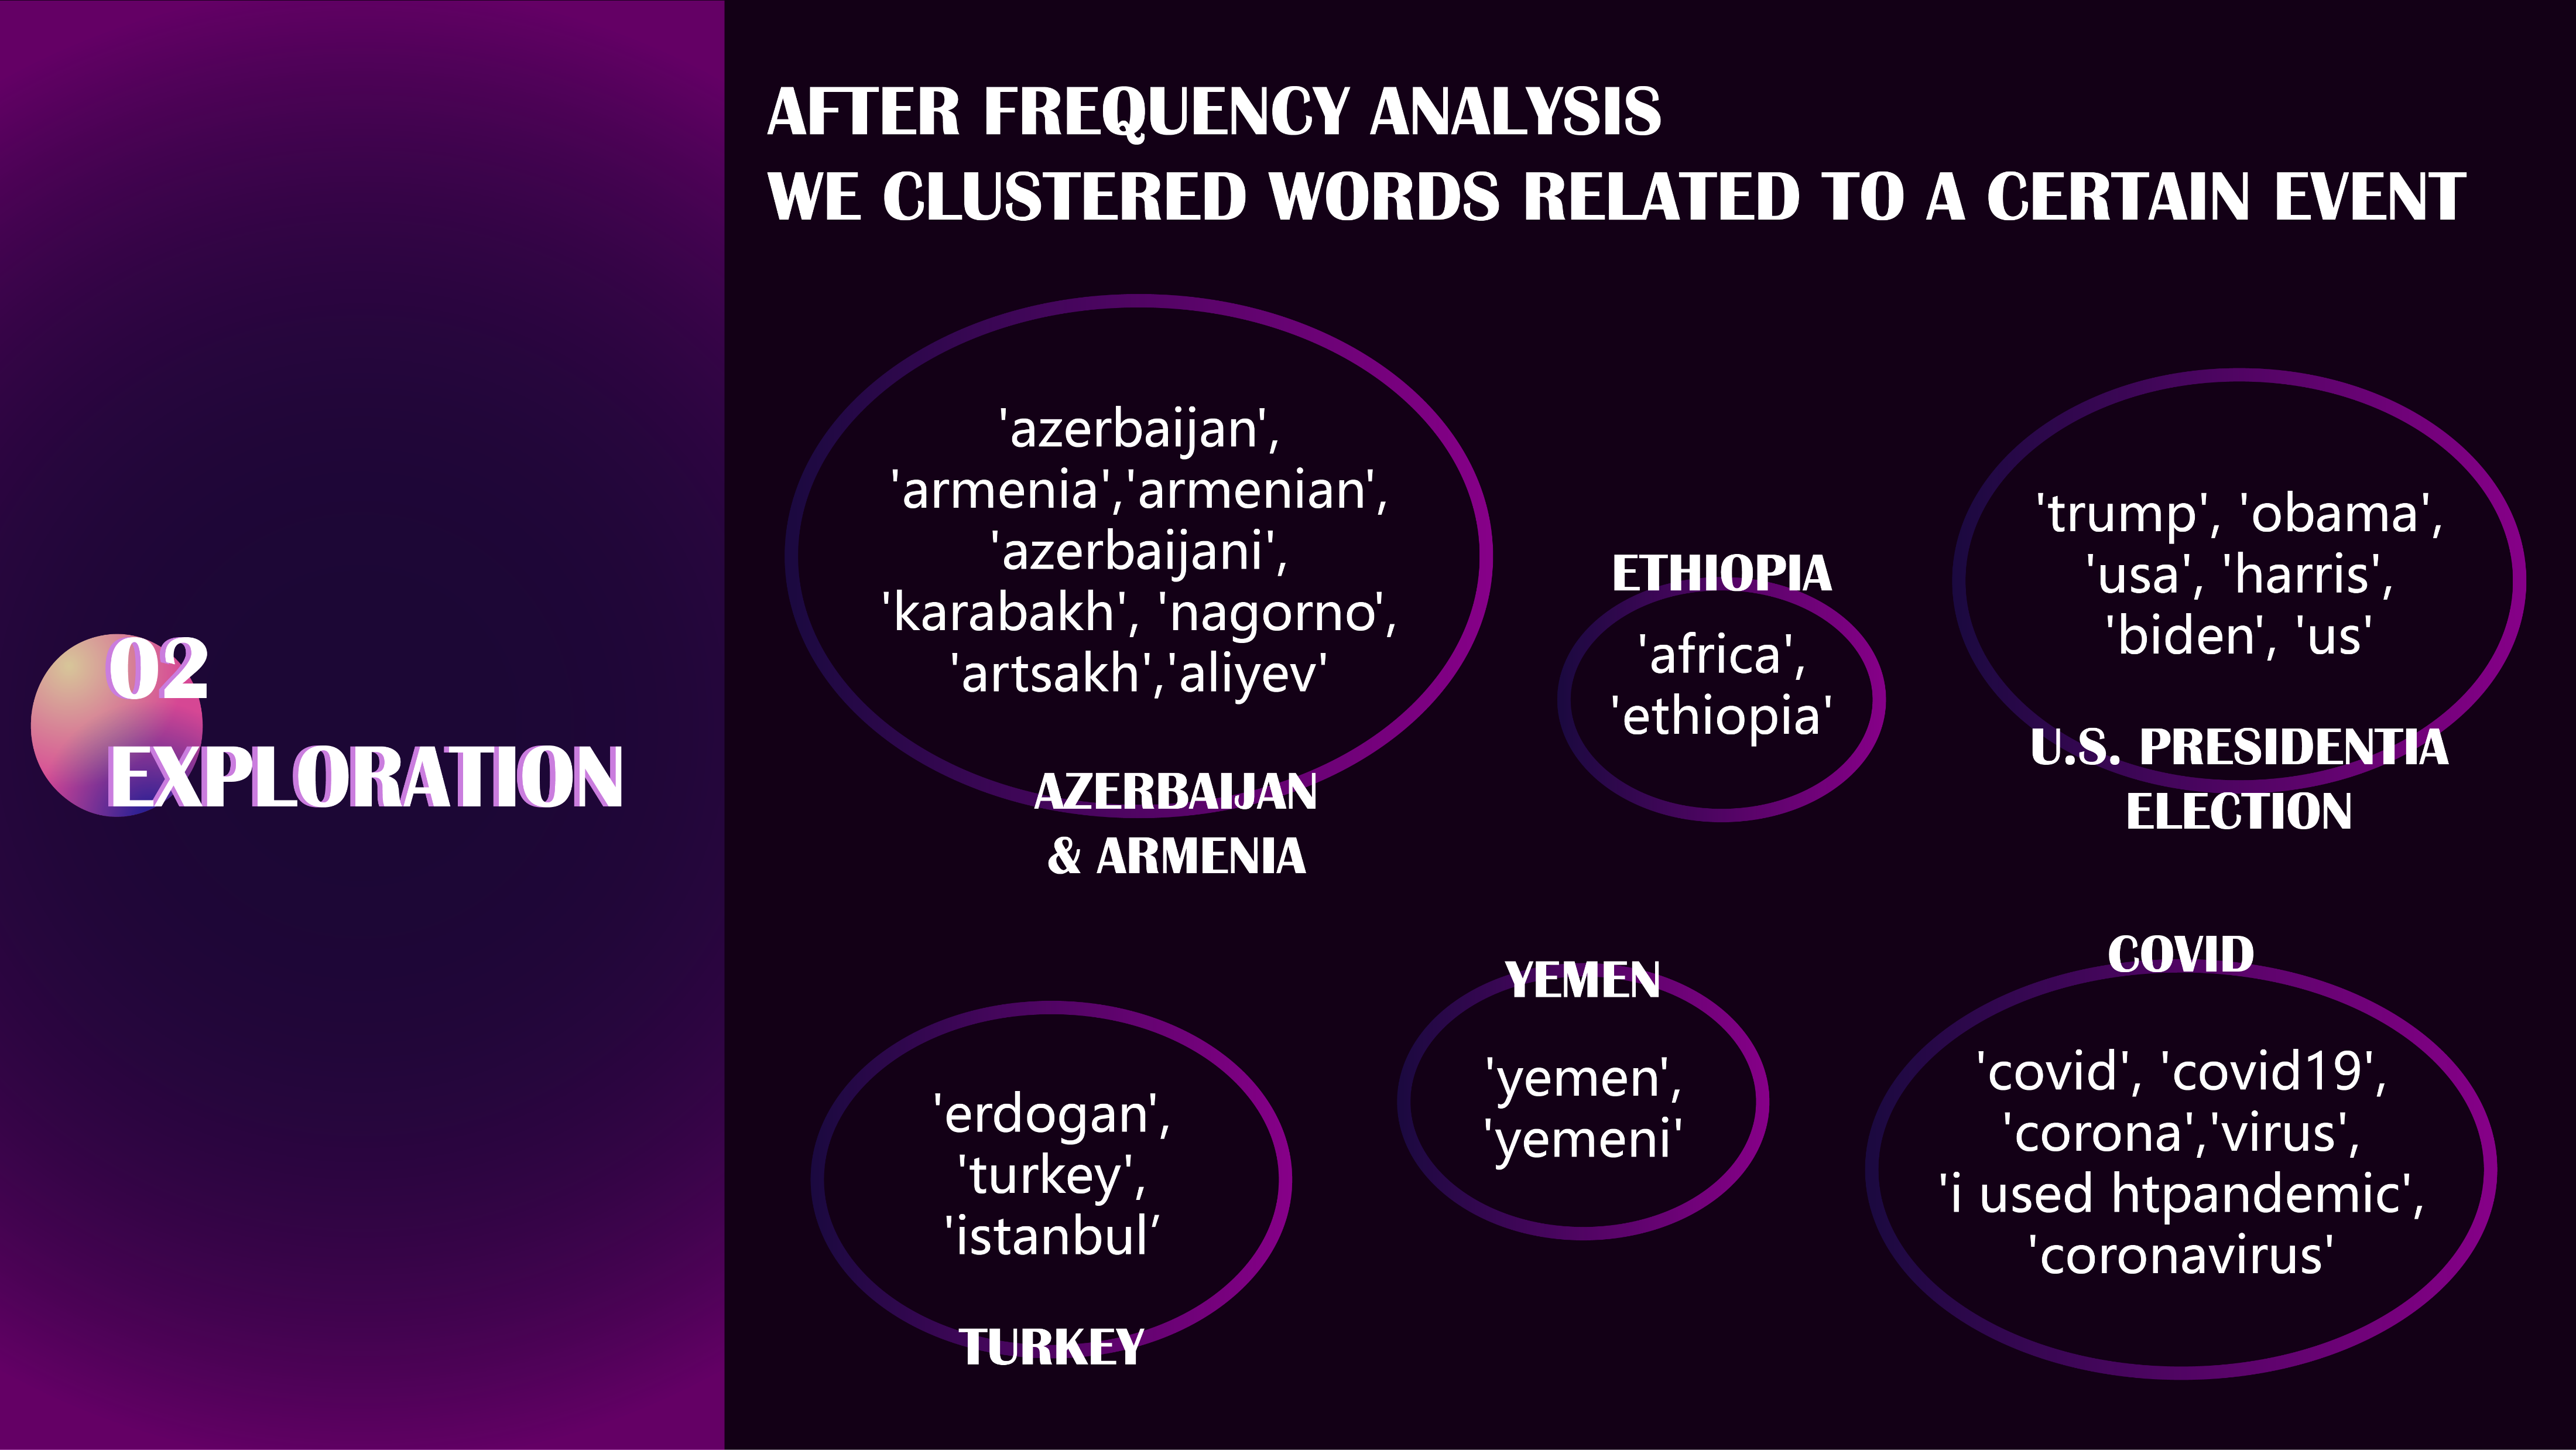 02
EXPLORATION
AFTER FREQUENCY ANALYSIS
WE CLUSTERED WORDS RELATED TO A CERTAIN EVENT
'azerbaijan',
'armenia','armenian',
'azerbaijani',
'karabakh', 'nagorno',
'artsakh','aliyev'
AZERBAIJAN
& ARMENIA
ETHIOPIA
'africa',
'ethiopia'
'trump', 'obama',
'usa', 'harris',
'biden', 'us'
U.S. PRESIDENTIA
ELECTION
'erdogan',
'turkey',
'istanbul’
TURKEY
YEMEN
'yemen',
'yemeni'
COVID
'covid', 'covid19',
'corona','virus',
'i used htpandemic',
'coronavirus'